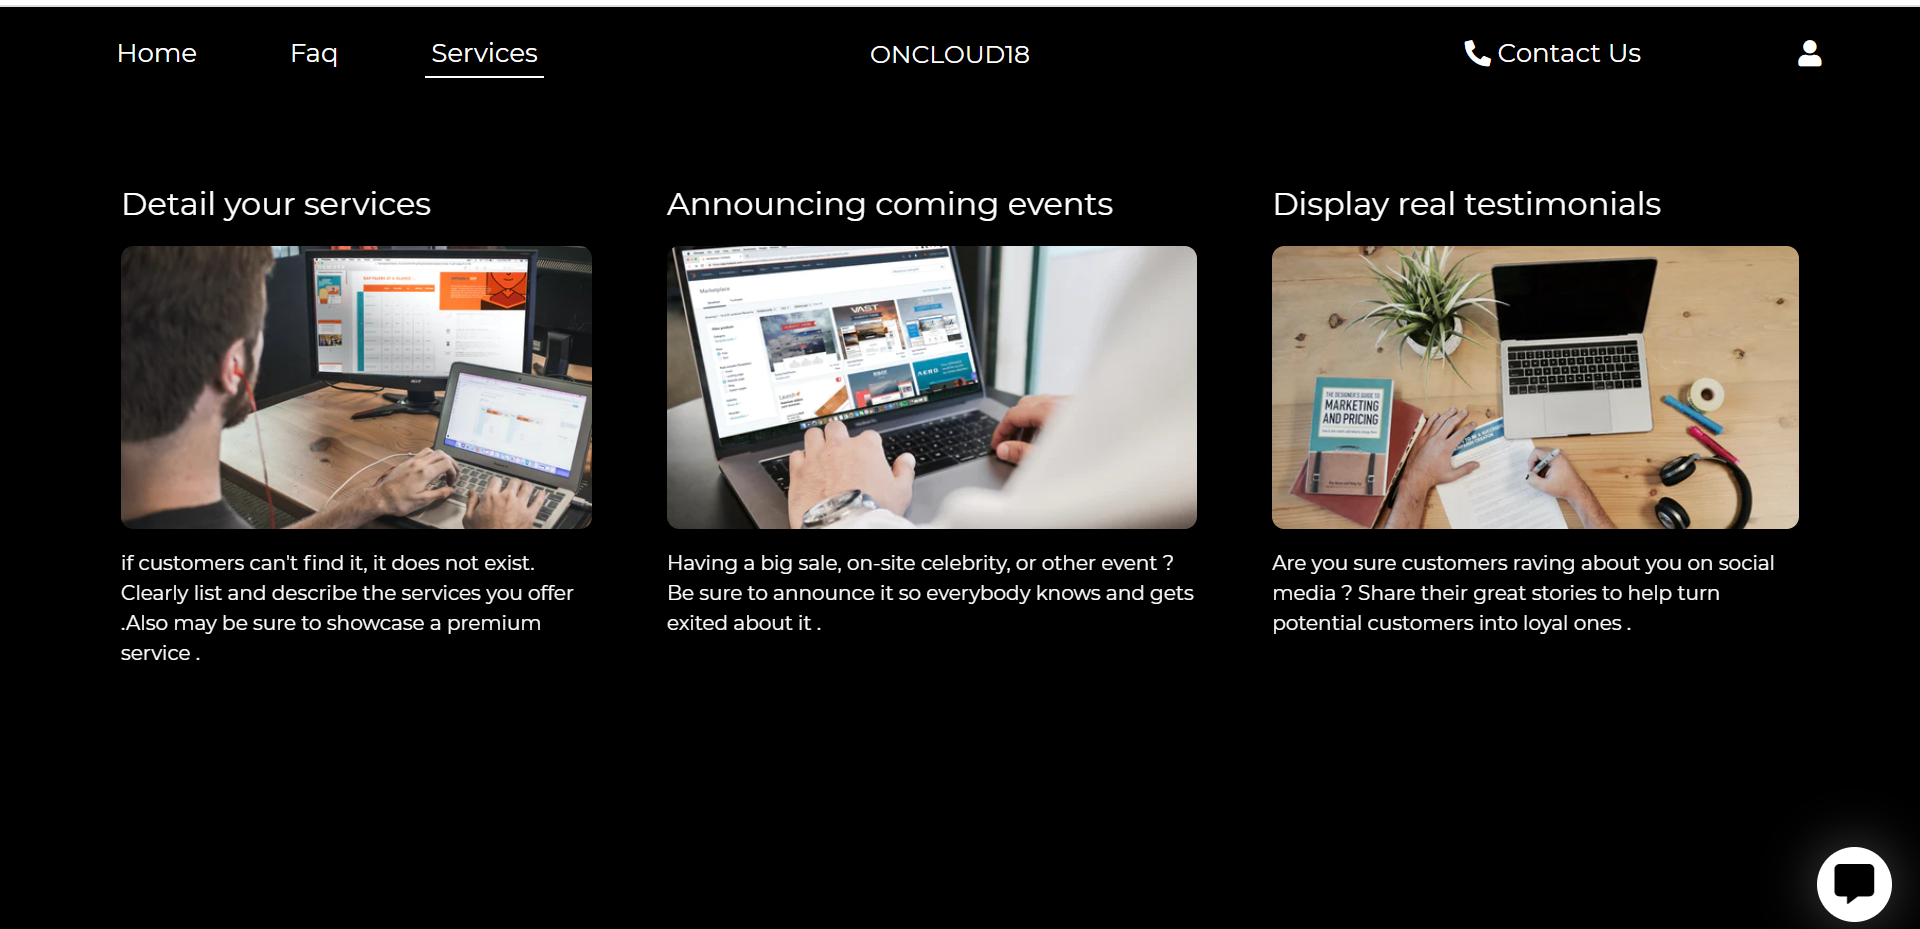 Home Faq Services ONCLOUD18 Contact Us
Detail your services
Announcing coming events
Display real testimonials
Marketplace
VAST
AERO
THE DESIGNER'S GUIDE TO
MARKETING
AND PRICING
if customers can't find it, it does not exist.
Clearly list and describe the services you offer
.Also may be sure to showcase a premium
service .
Having a big sale, on-site celebrity, or other event ?
Be sure to announce it so everybody knows and gets
exited about it .
Are you sure customers raving about you on social
media ? Share their great stories to help turn
potential customers into loyal ones .